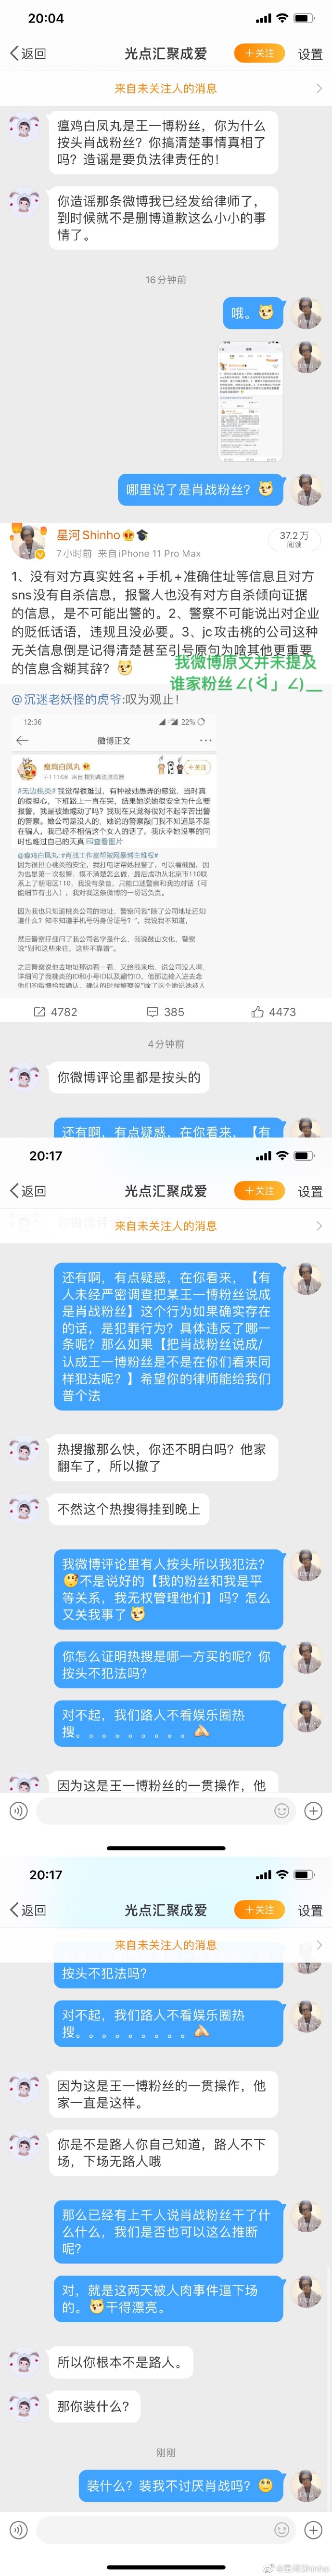 20:04
返回
光点汇聚成爱
+关注
设置
来自未关注人的消息
瘟鸡白凤丸是王一博粉丝，你为什么
按头肖战粉丝？你搞清楚事情真相了
吗？造谣是要负法律责任的！
你造谣那条微博我已经发给律师了，
到时候就不是删博道歉这么小小的事
情了。
16分钟前
哦。
哪里说了是肖战粉丝？
星河Shinho
37.2万
阅读
7小时前 来自iPhone 11 Pro Max
1、没有对方真实姓名+手机+准确住址等信息且对方
sns没有自杀信息，报警人也没有对方自杀倾向证据
的信息，是不可能出警的。2、警察不可能说出对企业
的贬低话语，违规且没必要。3、jc攻击桃的公司这种
无关信息倒是记得清楚甚至引号原句为啥其他更重要
的信息含糊其辞？
我微博原文并未提及
谁家粉丝
@沉迷老妖怪的虎爷:叹为观止！
12:36
22%
微博正文
瘟鸡白凤丸
+关注
4782
385
4473
4分钟前
你微博评论里都是按头的
还有啊，有点疑惑，在你看来，【有
20:17
返回
光点汇聚成爱
+关注
设置
来自未关注人的消息
还有啊，有点疑惑，在你看来，【有
人未经严密调查把某王一博粉丝说成
是肖战粉丝】这个行为如果确实存在
的话，是犯罪行为？具体违反了哪一
条呢？那么如果【把肖战粉丝说成/
认成王一博粉丝是不是在你们看来同
样犯法呢？】希望你的律师能给我们
普个法
热搜撤那么快，你还不明白吗？他家
翻车了，所以撤了
不然这个热搜得挂到晚上
我微博评论里有人按头所以我犯法？
不是说好的【我的粉丝和我是平
等关系，我无权管理他们】吗？怎么
又关我事了
你怎么证明热搜是哪一方买的呢？你
按头不犯法吗？
对不起，我们路人不看娱乐圈热
搜。。。。。。。。。
因为这是王一博粉丝的一贯操作，他
20:17
返回
光点汇聚成爱
+关注
设置
来自未关注人的消息
按头不犯法吗？
对不起，我们路人不看娱乐圈热
搜。。。。。。。。。
因为这是王一博粉丝的一贯操作，他
家一直是这样。
你是不是路人你自己知道，路人不下
场，下场无路人哦
那么已经有上千人说肖战粉丝干了什
么什么，我们是否也可以这么推断
呢？
对，就是这两天被人肉事件逼下场
的。干得漂亮。
所以你根本不是路人。
那你装什么？
刚刚
装什么？装我不讨厌肖战吗？
@星河Shinho